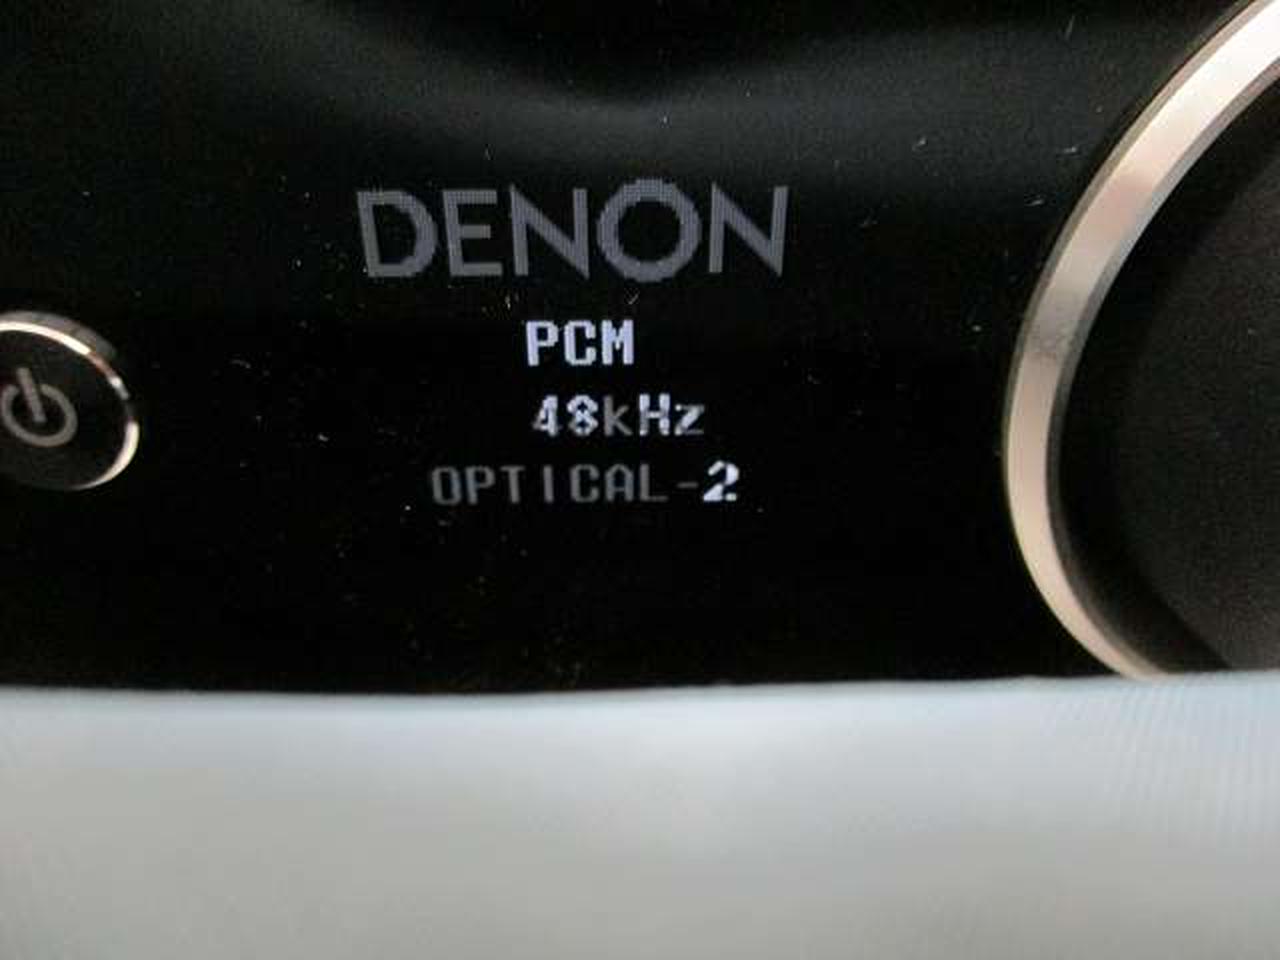 DENON
PCM
48kHz
OPTICAL-2